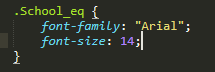 .School_eq {
font-family: "Arial";
font-size: 14;
}